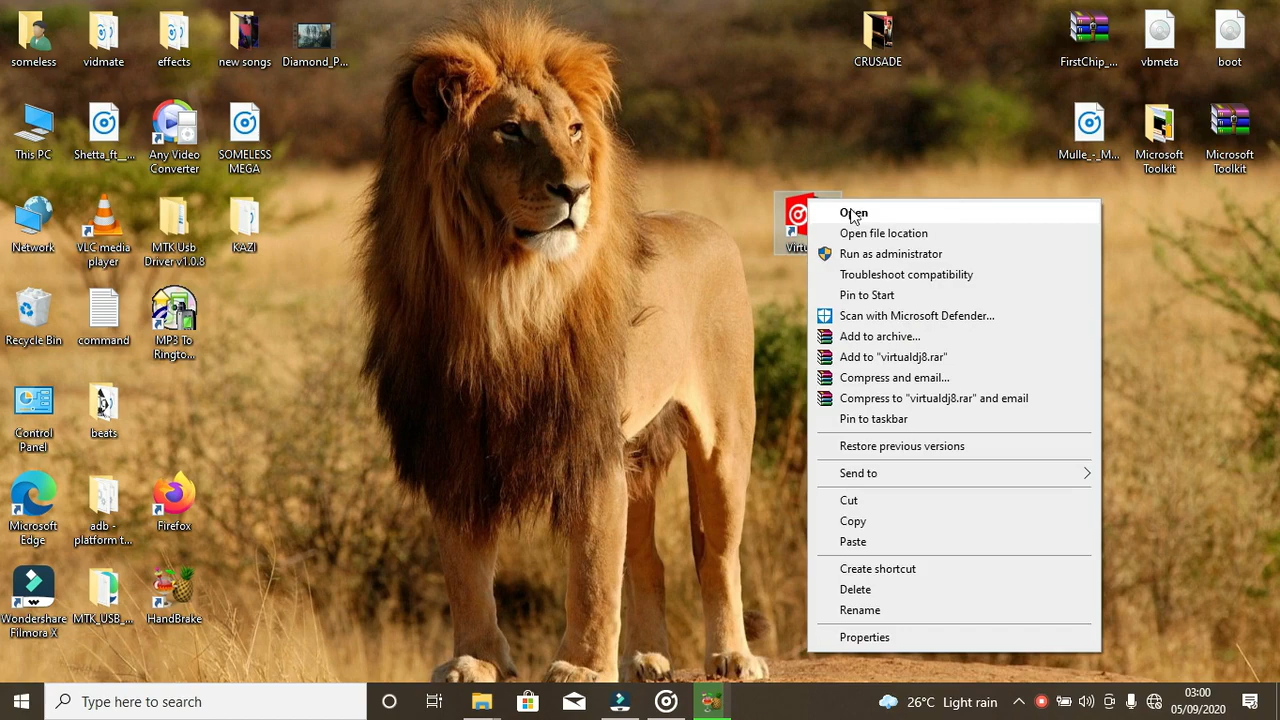 someless
vidmate
effects
new songs
Diamond_P...
CRUSADE
FirstChip_...
vbmeta
boot
This PC
Shetta_ft__...
Any Video
Converter
SOMELESS
MEGA
Mulle_-_M...
Microsoft
Toolkit
Microsoft
Toolkit
Network
VLC media
player
MTK Usb
Driver v1.0.8
KAZI
Recycle Bin
command
MP3 To
Ringto...
Control
Panel
beats
Microsoft
Edge
adb -
platform t...
Firefox
Wondershare
Filmora X
MTK_USB_...
HandBrake
Open
Open file location
Run as administrator
Troubleshoot compatibility
Pin to Start
Scan with Microsoft Defender...
Add to archive...
Add to "virtualdj8.rar"
Compress and email...
Compress to "virtualdj8.rar" and email
Pin to taskbar
Restore previous versions
Send to
Cut
Copy
Paste
Create shortcut
Delete
Rename
Properties
Type here to search
26°C Light rain
03:00
05/09/2020